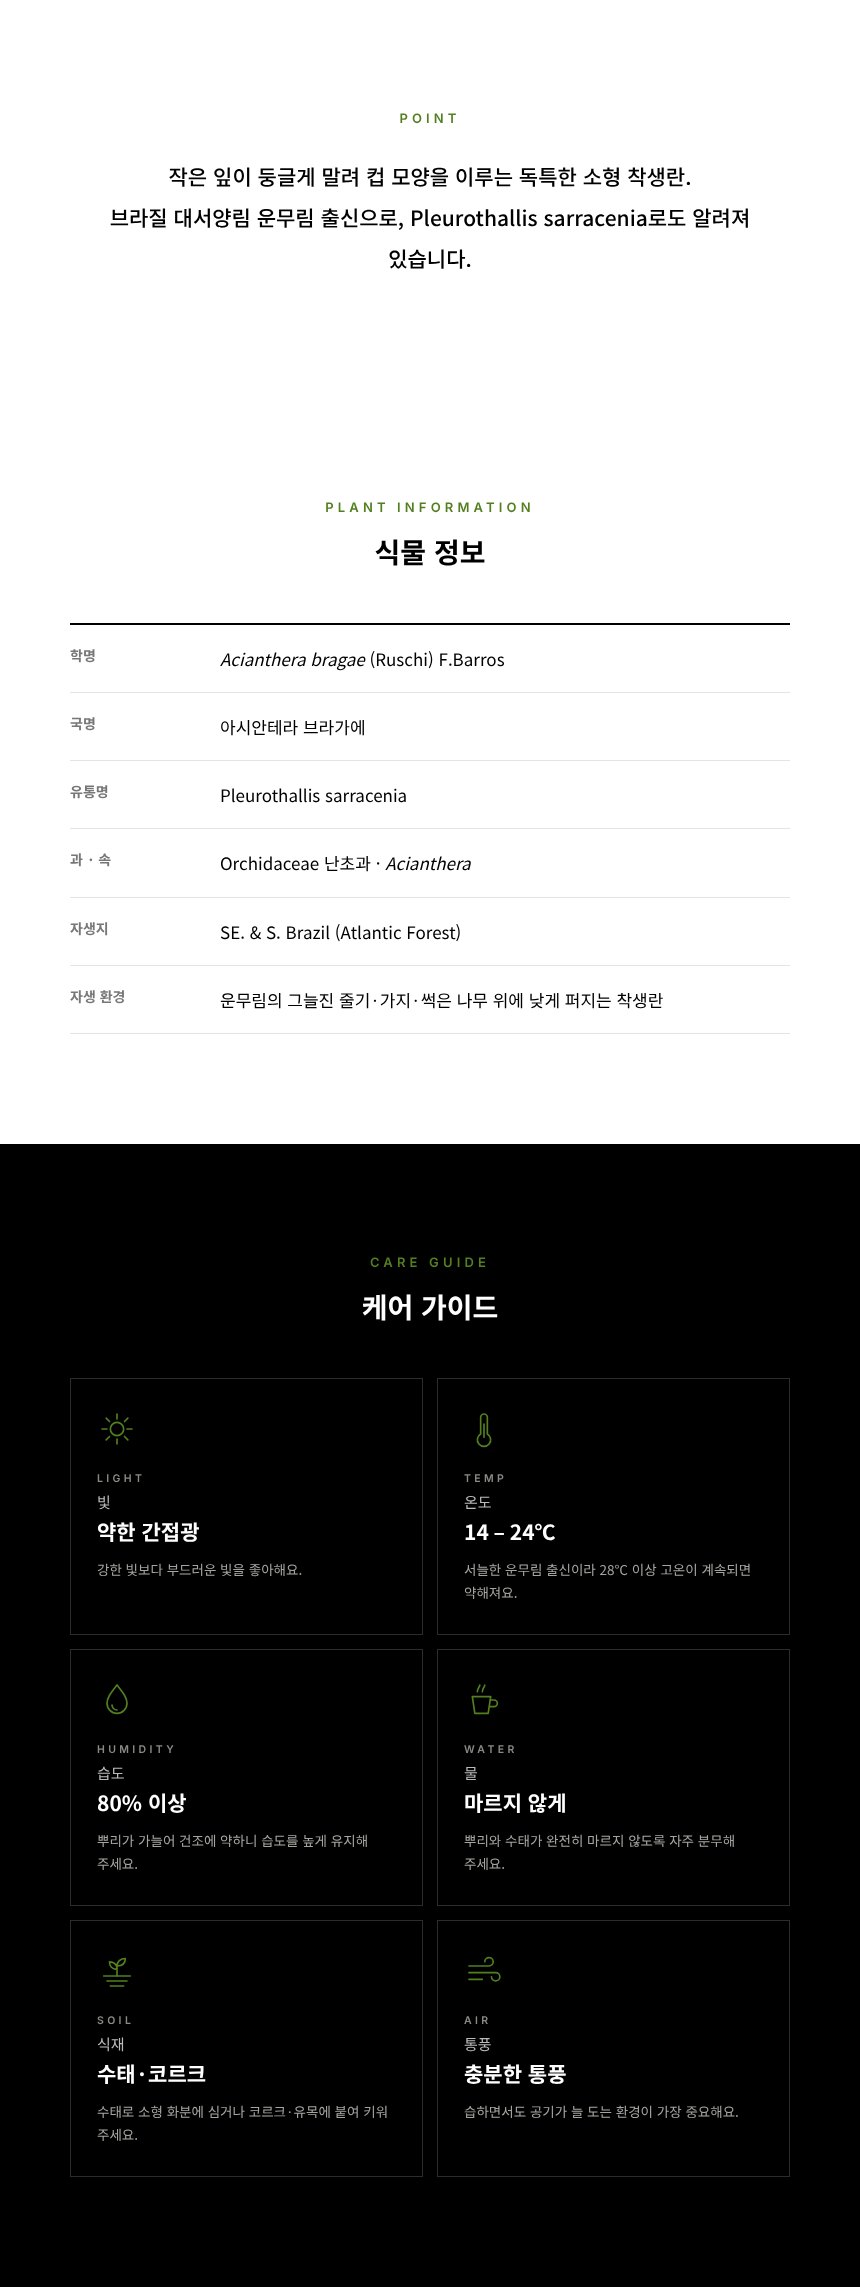 POINT
작은 잎이 둥글게 말려 컵 모양을 이루는 독특한 소형 착생란.
브라질 대서양림 운무림 출신으로, Pleurothallis sarracenia로도 알려져
있습니다.
PLANT INFORMATION
식물 정보
학명 Acianthera bragae (Ruschi) F.Barros
국명 아시안테라 브라가에
유통명 Pleurothallis sarracenia
과 · 속 Orchidaceae 난초과 · Acianthera
자생지 SE. & S. Brazil (Atlantic Forest)
자생 환경 운무림의 그늘진 줄기·가지·썩은 나무 위에 낮게 퍼지는 착생란
CARE GUIDE
케어 가이드
LIGHT
빛
약한 간접광
강한 빛보다 부드러운 빛을 좋아해요.
TEMP
온도
14 – 24℃
서늘한 운무림 출신이라 28℃ 이상 고온이 계속되면
약해져요.
HUMIDITY
습도
80% 이상
뿌리가 가늘어 건조에 약하니 습도를 높게 유지해
주세요.
WATER
물
마르지 않게
뿌리와 수태가 완전히 마르지 않도록 자주 분무해
주세요.
SOIL
식재
수태·코르크
수태로 소형 화분에 심거나 코르크·유목에 붙여 키워
주세요.
AIR
통풍
충분한 통풍
습하면서도 공기가 늘 도는 환경이 가장 중요해요.